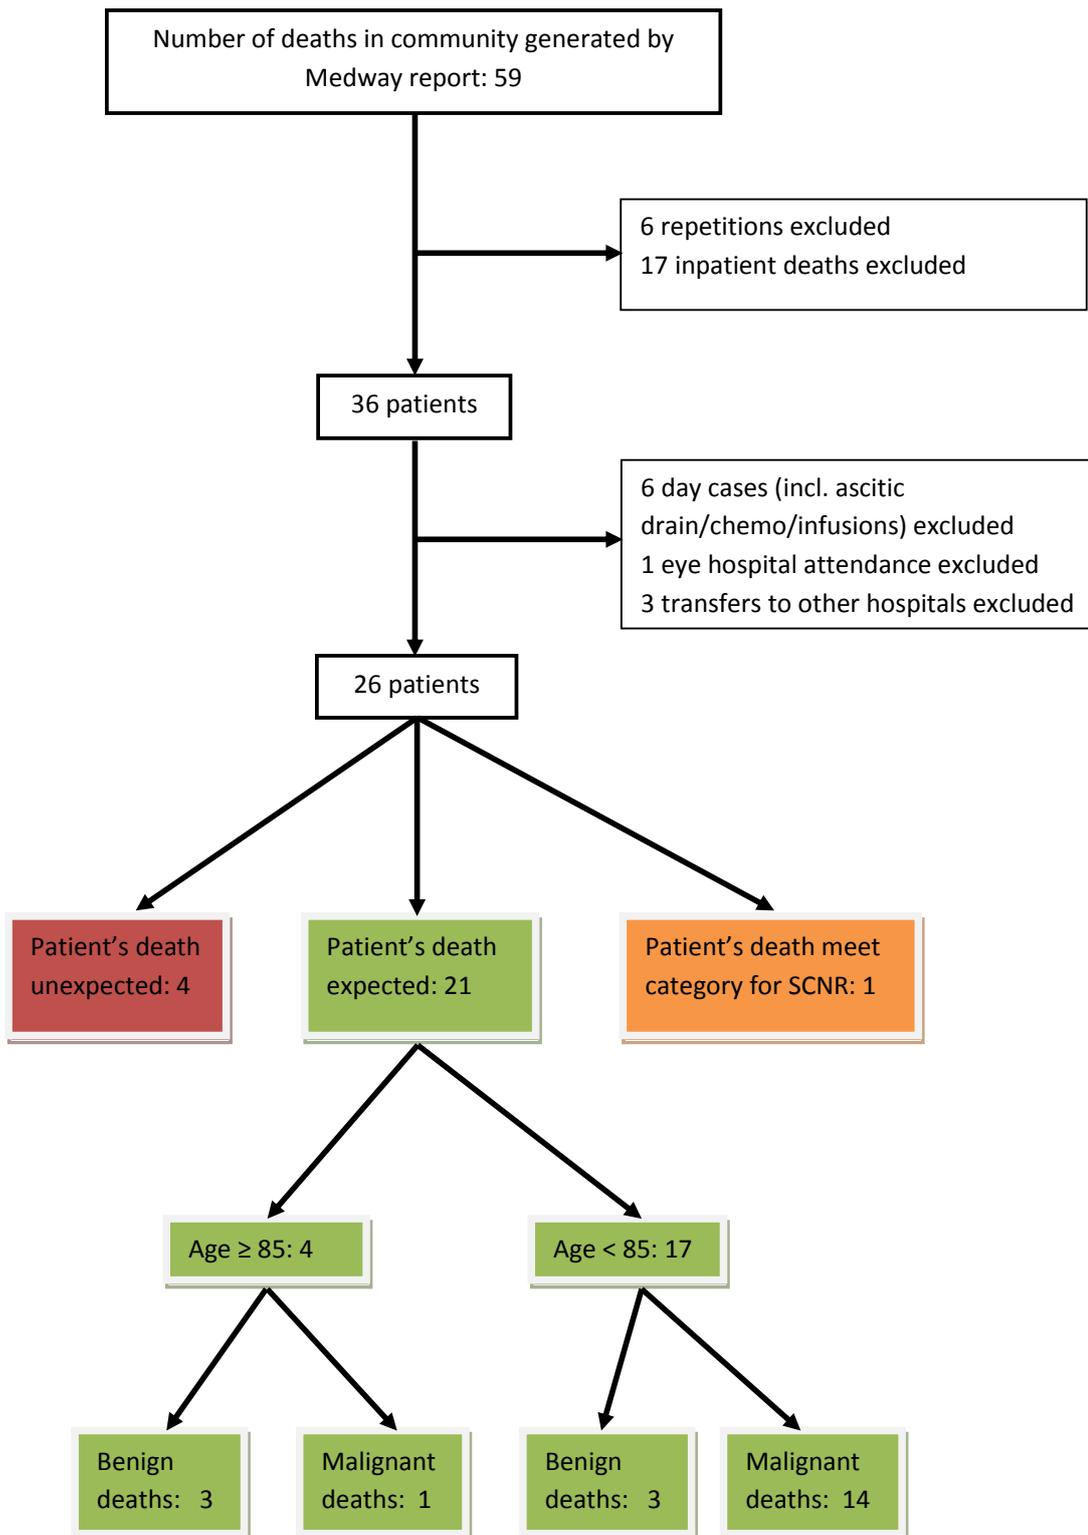 Number of deaths in community generated by
Medway report: 59
6 repetitions excluded
17 inpatient deaths excluded
36 patients
6 day cases (incl. ascitic
drain/chemo/infusions) excluded
1 eye hospital attendance excluded
3 transfers to other hospitals excluded
26 patients
Patient’s death
unexpected: 4
Patient’s death
expected: 21
Patient’s death meet
category for SCNR: 1
Age ≥ 85: 4
Age < 85: 17
Benign
deaths: 3
Malignant
deaths: 1
Benign
deaths: 3
Malignant
deaths: 14